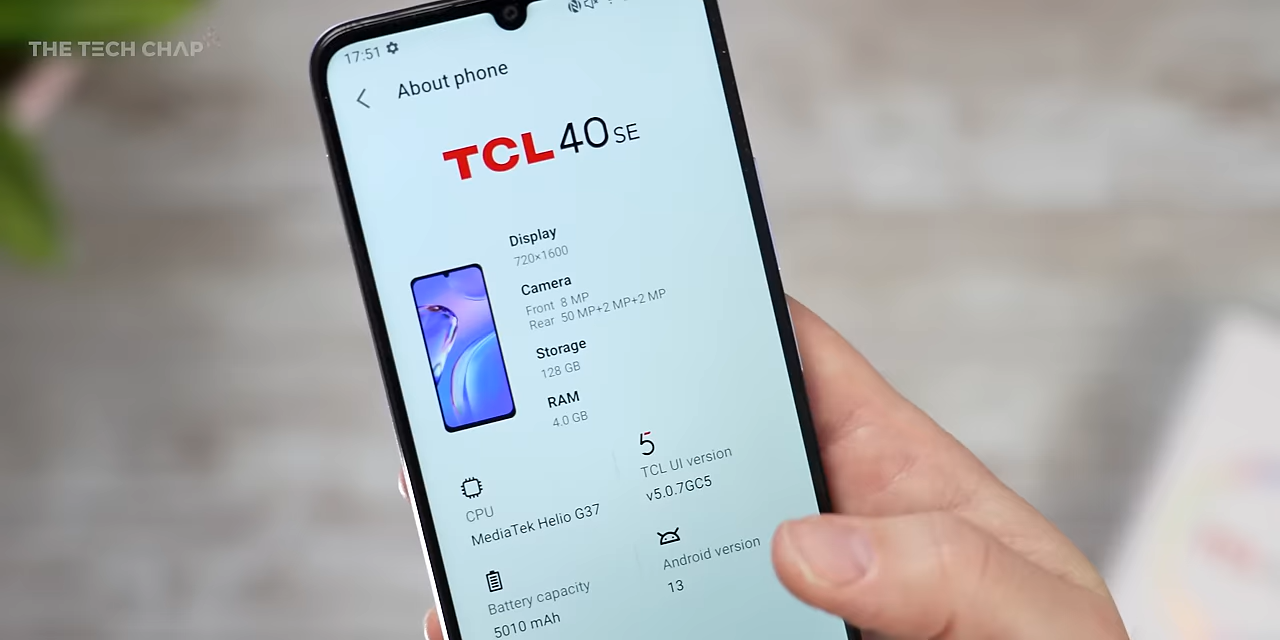 THE TECH CHAP
17:51
About phone
TCL 40 SE
Display
720×1600
Camera
Front 8 MP
Rear 50 MP+2 MP+2 MP
Storage
128 GB
RAM
4.0 GB
CPU
MediaTek Helio G37
5
TCL UI version
v5.0.7GC5
Battery capacity
5010 mAh
Android version
13